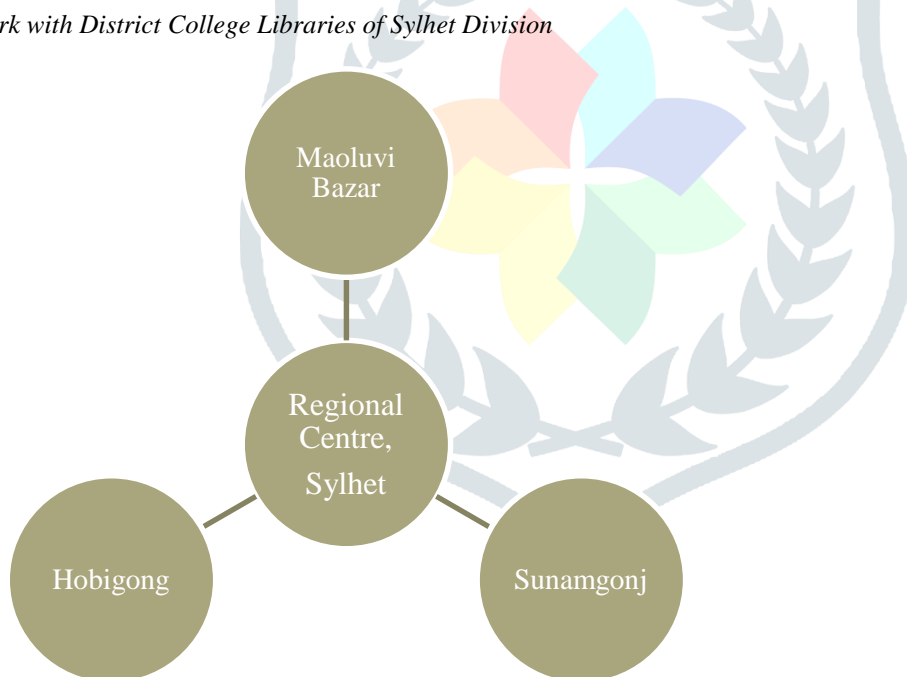 rk with District College Libraries of Sylhet Division
Maoluvi
Bazar
Regional
Centre,
Sylhet
Hobigong
Sunamgonj